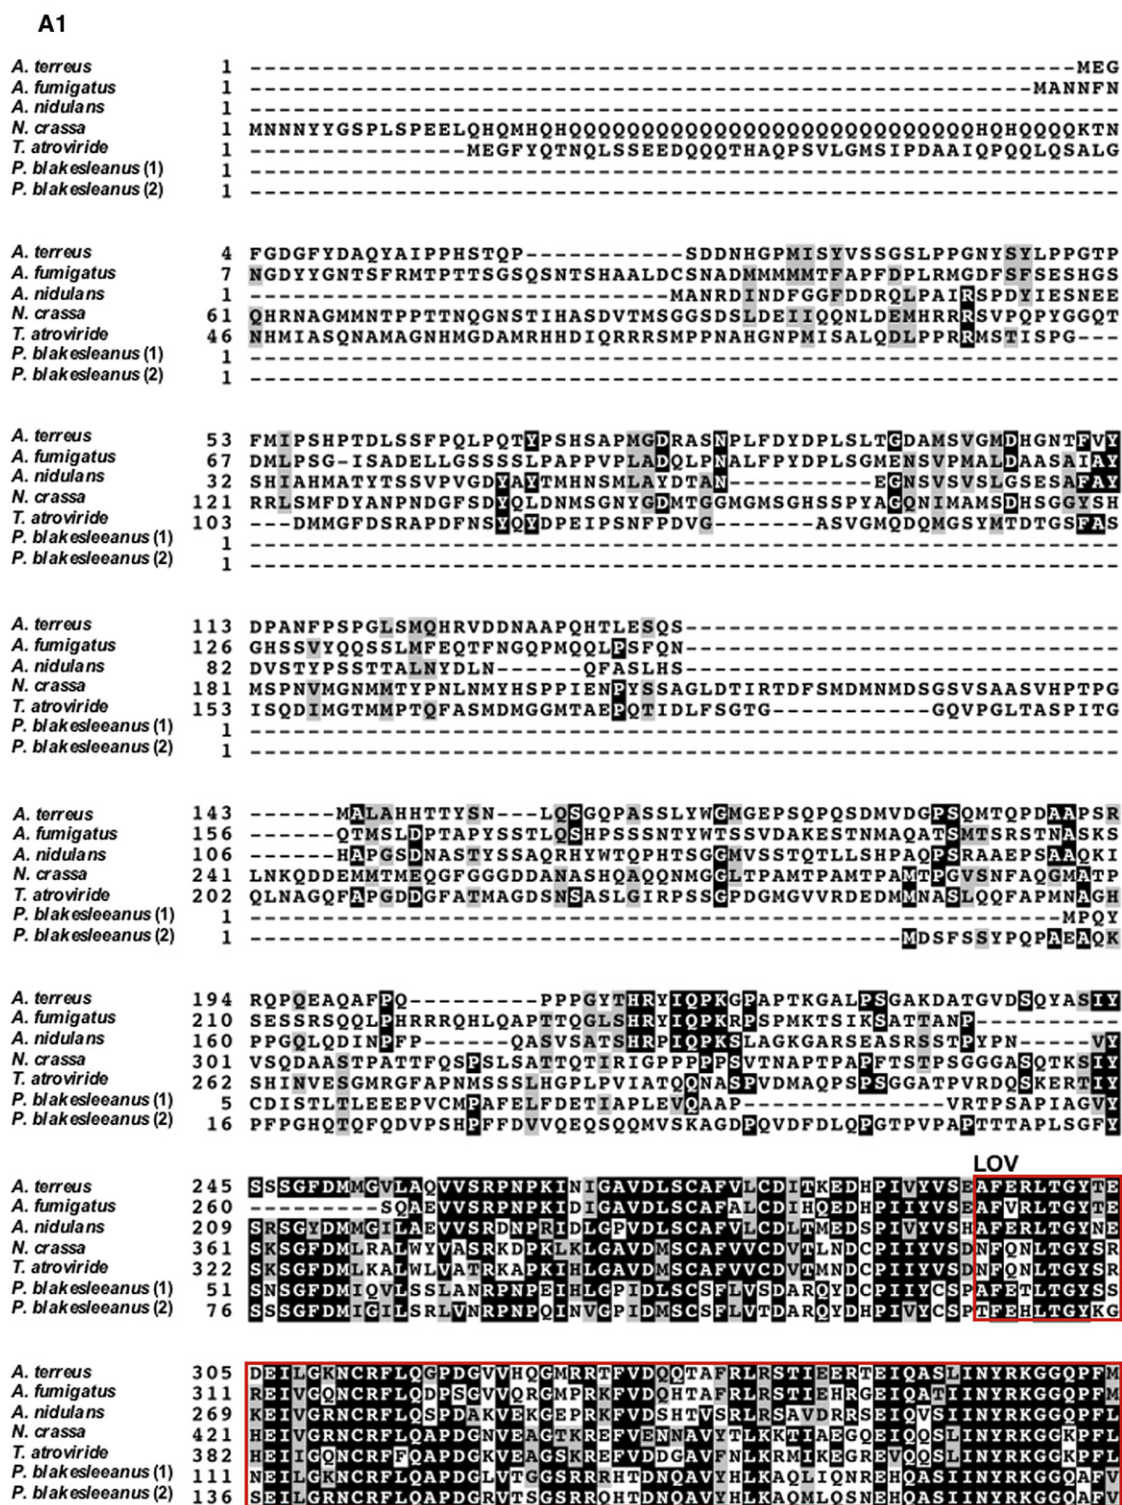 A1
A. terreus 1 ---------------------------------------------------------MEG
A. fumigatus 1 ------------------------------------------------------MANNFN
A. nidulans 1 ------------------------------------------------------------
N. crassa 1 MNNNYYGSPLSPEELQHQMHQHQQQQQQQQQQQQQQQQQQQQQQQQQQQQHQHQQQQKTN
T. atroviride 1 ---------------MEGFYQTNQLSSEEDQQQTHAQPSVLGMSIPDAAIQPQQLQSALG
P. blakesleanus (1) 1 ------------------------------------------------------------
P. blakesleanus (2) 1 ------------------------------------------------------------
A. terreus 4 FGDGFYDAQYAIPPHSTQP-----------SDDNHGPMISYVSSGSLPPGNYSYLPPGTP
A. fumigatus 7 NGDYYGNTSFRMTPTTSGSQSNTSHAALDCSNADMMMMMTFAPFDPLRMGDFSFSESHGS
A. nidulans 1 -----------------------------MANRDINDFGGFDDRQLPAIRSPDYIESNEE
N. crassa 61 QHRNAGMMNTPPTTNQGNSTIHASDVTMSGGSDSLDEIIQQNLDEMHRRRSVPQPYGGQT
T. atroviride 46 NHMIASQNAMAGNHMGDAMRHHDIQRRRSMPPNAHGNPMISALQDLPPRRMSTISPG---
P. blakesleanus (1) 1 ------------------------------------------------------------
P. blakesleanus (2) 1 ------------------------------------------------------------
A. terreus 53 FMIPSHPTDLSSFPQLPQTYPSHSAPMGDRASNPLFDYDPLSLTGDAMSVGMDHGNTFVY
A. fumigatus 67 DMLPSG-ISADELLGSSSSLPAPPVPLADQLPNALFPYDPLSGMENSVPMALDAASAIAY
A. nidulans 32 SHIAHMATYTSSVPVGDYAYTMHNSMLAYDTAN----------EGNSVSVSLGSESAFAY
N. crassa 121 RRLSMFDYANPNDGFSDYQLDNMSGNYGDMTGGMGMSGHSSPYAGQNIMAMSDHSGGYSH
T. atroviride 103 ---DMMGFDSRAPDFNSYQYDPEIPSNFPDVG-------ASVGMQDQMGSYMTDTGSFAS
P. blakesleeanus (1) 1 ------------------------------------------------------------
P. blakesleeanus (2) 1 ------------------------------------------------------------
A. terreus 113 DPANFPSPGLSMQHRVDDNAAPQHTLESQS------------------------------
A. fumigatus 126 GHSSVYQQSSLMFEQTFNGQPMQQLPSFQN------------------------------
A. nidulans 82 DVSTYPSSTTALNYDLN------QFASLHS------------------------------
N. crassa 181 MSPNVMGNMMTYPNLNMYHSPPIENPYSSAGLDTIRTDFSMDMNMDSGSVSAASVHPTPG
T. atroviride 153 ISQDIMGTMMPTQFASMDMGGMTAEPQTIDLFSGTG-----------GQVPGLTASPITG
P. blakesleeanus (1) 1 ------------------------------------------------------------
P. blakesleeanus (2) 1 ------------------------------------------------------------
A. terreus 143 ------MALAHHTTYSN---LQSGQPASSLYWGMGEPSQPQSDMVDGPSQMTQPDAAPSR
A. fumigatus 156 ------QTMSLDPTAPYSSTLQSHPSSSNTYWTSSVDAKESTNMAQATSMTSRSTNASKS
A. nidulans 106 ------HAPGSDNASTYSSAQRHYWTQPHTSGGMVSSTQTLLSHPAQPSRAAEPSAAQKI
N. crassa 241 LNKQDDEMMTMEQGFGGGDDANASHQAQQNMGGLTPAMTPAMTPAMTPGVSNFAQGMATP
T. atroviride 202 QLNAGQFAPGDDGFATMAGDSNSASLGIRPSSGPDGMGVVRDEDMMNASLQQFAPMNAGH
P. blakesleeanus (1) 1 --------------------------------------------------------MPQY
P. blakesleeanus (2) 1 ---------------------------------------------MDSFSSYPQPAEAQK
A. terreus 194 RQPQEAQAFPQ---------PPPGYTHRYIQPKGPAPTKGALPSGAKDATGVDSQYASIY
A. fumigatus 210 SESSRSQQLPHRRRQHLQAPTTQGLSHRYIQPKRPSPMKTSIKSATTANP----------
A. nidulans 160 PPGQLQDINPFP------QASVSATSHRPIQPKSLAGKGARSEASRSSTPYPN-----VY
N. crassa 301 VSQDAASTPATTFQSPSLSATTQTIRIGPPPPPSVTNAPTPAPFTSTPSGGGASQTKSIY
T. atroviride 262 SHINVESGMRGFAPNMSSSLHGPLPVIATQQNASPVDMAQPSPSGGATPVRDQSKERTIY
P. blakesleeanus (1) 5 CDISTLTLEEEPVCMPAFELFDETIAPLEVQAAP--------------VRTPSAPIAGVY
P. blakesleeanus (2) 16 PFPGHQTQFQDVPSHPFFDVVQEQSQQMVSKAGDPQVDFDLQPGTPVPAPTTTAPLSGFY
LOV
A. terreus 245 SSSGFDMMGVLAQVVSRPNPKINIGAVDLSCAFVLCDITKEDHPIVYVSEAFERLTGYTE
A. fumigatus 260 ---------SQAEVVSRPNPKIDIGAVDLSCAFALCDIHQEDHPIIYVSEAFVRLTGYTE
A. nidulans 209 SRSGYDMMGILAEVVSRDNPRIDLGPVDLSCAFVLCDLTMEDSPIVYVSHAFERLTGYNE
N. crassa 361 SKSGFDMLRALWYVASRKDPKLKLGAVDMSCAFVVCDVTLNDCPIIYVSDNFQNLTGYSR
T. atroviride 322 SKSGFDMLKALWLVATRKAPKIHLGAVDMSCAFVVCDVTMNDCPIIYVSDNFQNLTGYSR
P. blakesleeanus (1) 51 SNSGFDMIQVLSSLANRPNPEIHLGPIDLSCSFLVSDARQYDCPIIYCSPAFETLTGYSS
P. blakesleeanus (2) 76 SSSGFDMIGILSRLVNRPNPQINVGPIDMSCSFLVTDARQYDHPIVYCSPTFEHLTGYKG
A. terreus 305 DEILGKNCRFLQGPDGVVHQGMRRTFVDQQTAFRLRSTIEERTEIQASLINYRKGGQPFM
A. fumigatus 311 REIVGQNCRFLQDPSGVVQRGMPRKFVDQHTAFRLRSTIEHRGEIQATIINYRKGGQPFM
A. nidulans 269 KEIVGRNCRFLQSPDAKVEKGEPRKFVDSHTVSRLRSAVDRRSEIQVSIINYRKGGQPFL
N. crassa 421 HEIVGRNCRFLQAPDGNVEAGTKREFVENNAVYTLKKTIAEGQEIQQSLINYRKGGKPFL
T. atroviride 382 HEIIGQNCRFFQAPDGKVEAGSKREFVDDGAVFNLKRMIKEGREVQQSLINYRKGGKPFL
P. blakesleeanus (1) 111 NEILGKNCRFLQAPDGLVTGGSRRRHTDNQAVYHLKAQLIQNREHQASIINYRKGGQAFV
P. blakesleeanus (2) 136 SEILGRNCRFLQAPDGRVTSGSRRQHTDNQAVYHLKAQMLQSNEHQASIINYRKGGQAFV